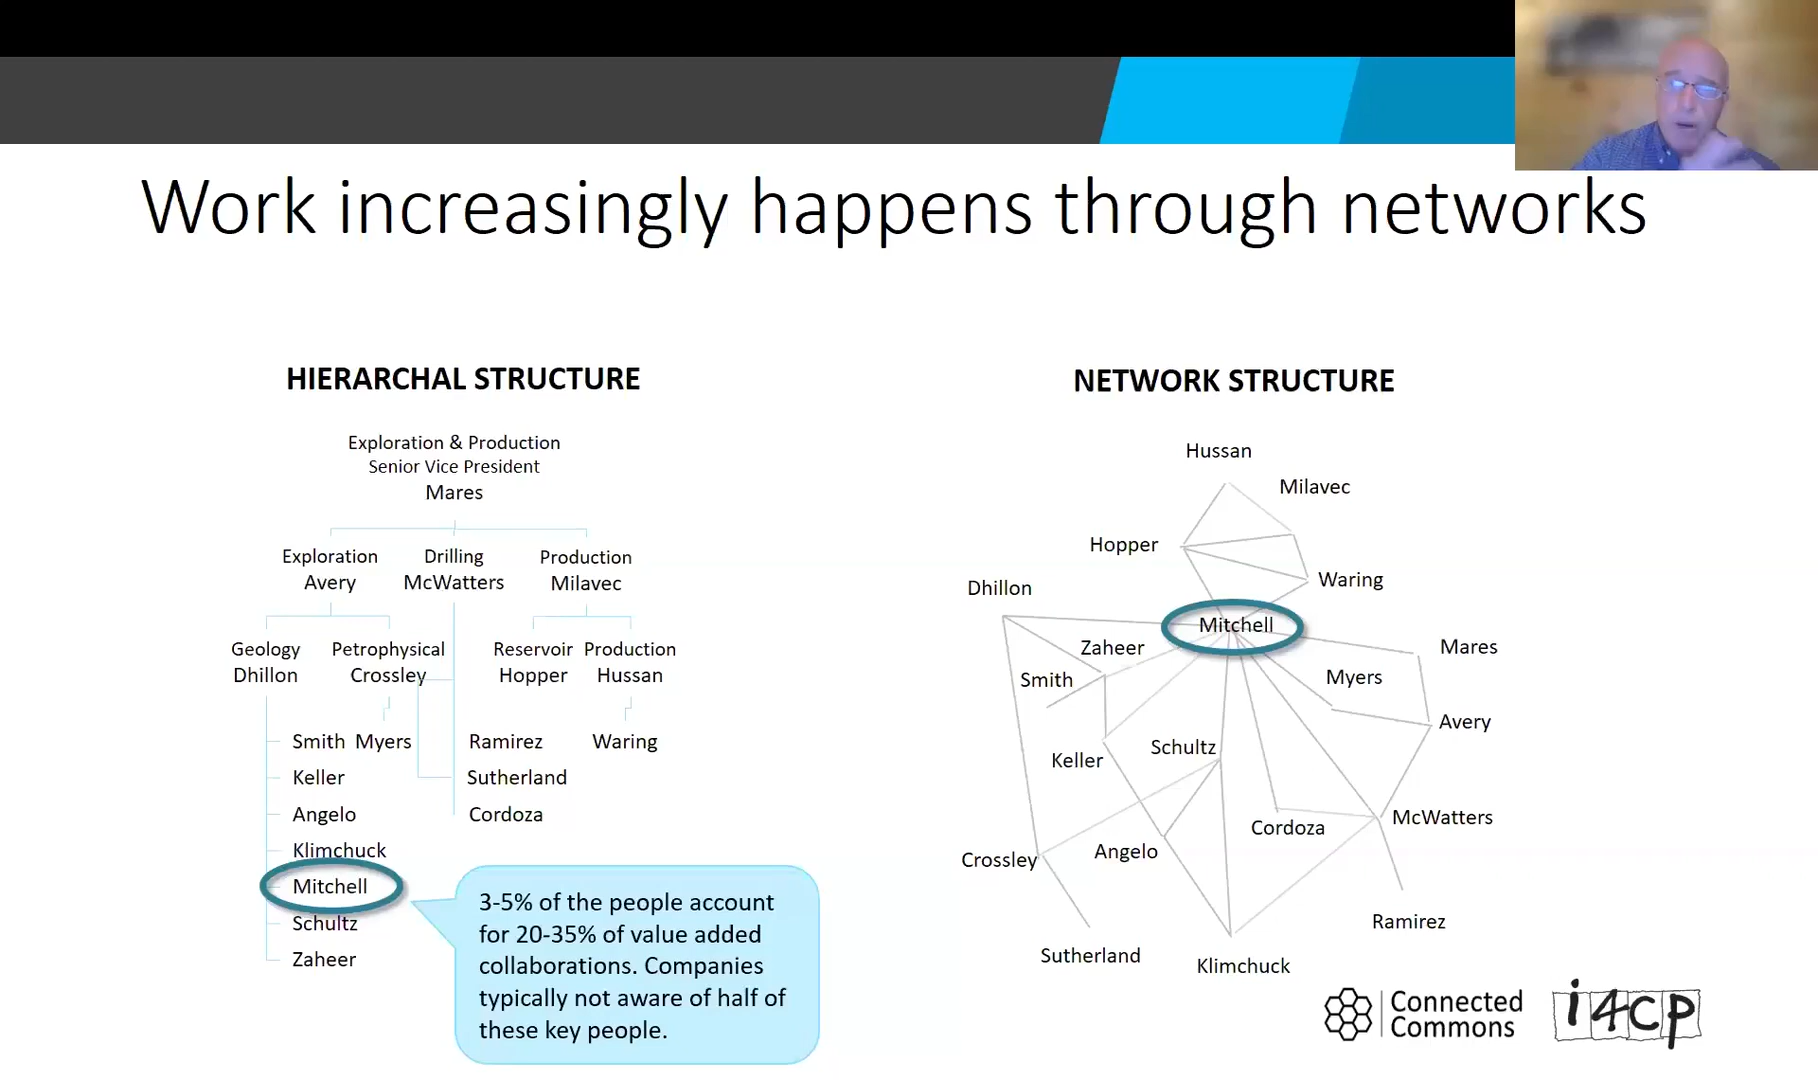 Work increasingly happens through networks
HIERARCHAL STRUCTURE
Exploration & Production
Senior Vice President
Mares
Exploration
Avery
Drilling
McWatters
Production
Milavec
Geology
Dhillon
Petrophysical
Crossley
Reservoir
Hopper
Production
Hussan
Smith
Myers
Ramirez
Waring
Keller
Sutherland
Angelo
Cordoza
Klimchuck
Mitchell
Schultz
Zaheer
3-5% of the people account
for 20-35% of value added
collaborations. Companies
typically not aware of half of
these key people.
NETWORK STRUCTURE
Hussan
Milavec
Hopper
Waring
Dhillon
Mitchell
Zaheer
Mares
Smith
Myers
Avery
Keller
Schultz
McWatters
Cordoza
Angelo
Crossley
Ramirez
Sutherland
Klimchuck
Connected
Commons
i4cp